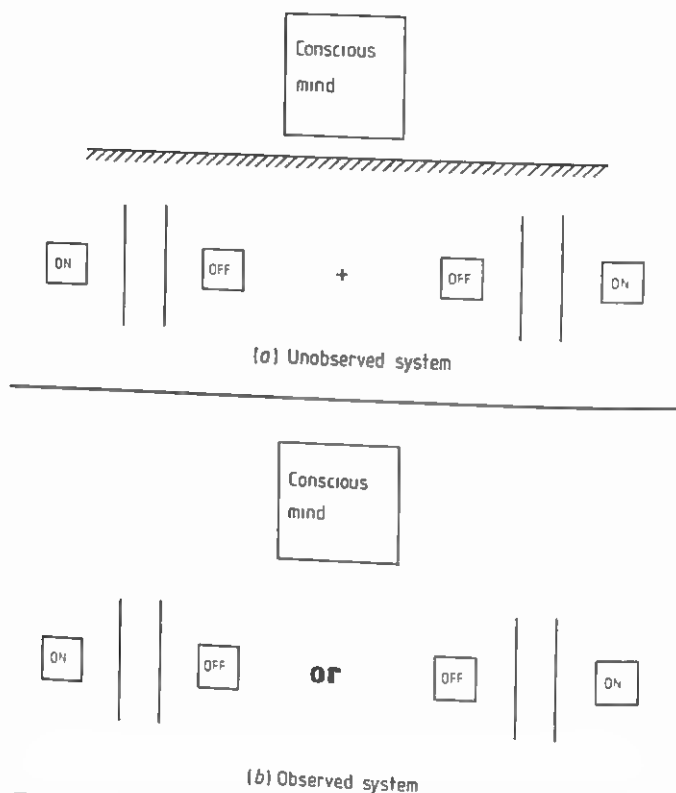 Conscious
mind
ON OFF + OFF ON
(a) Unobserved system
Conscious
mind
ON OFF or OFF ON
(b) Observed system